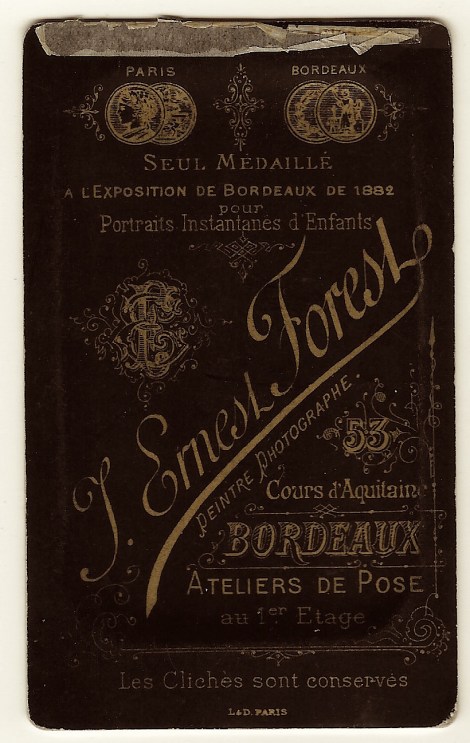 PARIS BORDEAUX
SEUL MÉDAILLÉ
A L'EXPOSITION DE BORDEAUX DE 1882
pour
Portraits Instantanés d'Enfants
J. Ernest Forest
PEINTRE PHOTOGRAPHE.
53
Cours d'Aquitaine
BORDEAUX
ATELIERS DE POSE
au 1er Etage
Les Clichés sont conservés
L&D. PARIS